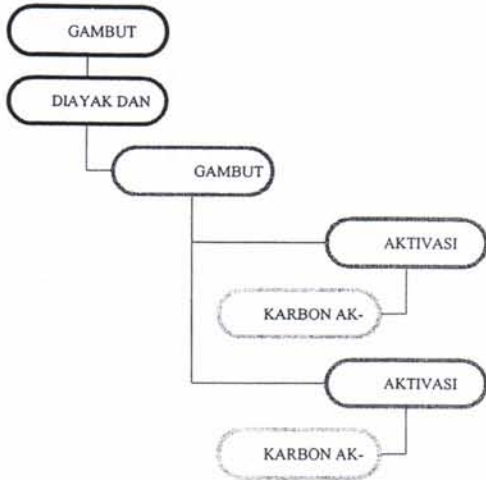 GAMBUT
DIAYAK DAN
GAMBUT
AKTIVASI
KARBON AK-
AKTIVASI
KARBON AK-